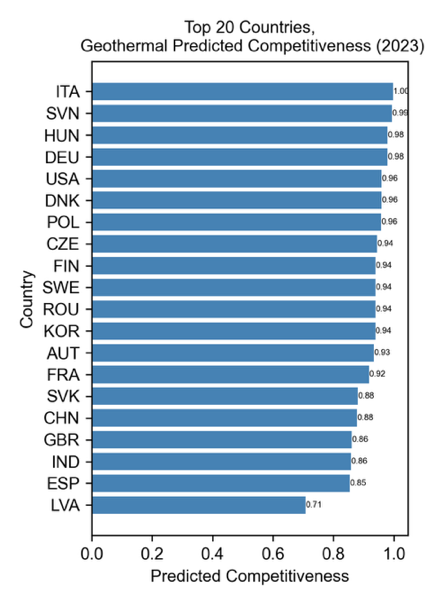 Top 20 Countries,
Geothermal Predicted Competitiveness (2023)
ITA 1.00
SVN 0.99
HUN 0.98
DEU 0.98
USA 0.96
DNK 0.96
POL 0.96
CZE 0.94
FIN 0.94
SWE 0.94
ROU 0.94
KOR 0.94
AUT 0.93
FRA 0.92
SVK 0.88
CHN 0.88
GBR 0.86
IND 0.86
ESP 0.85
LVA 0.71
Country
0.0 0.2 0.4 0.6 0.8 1.0
Predicted Competitiveness